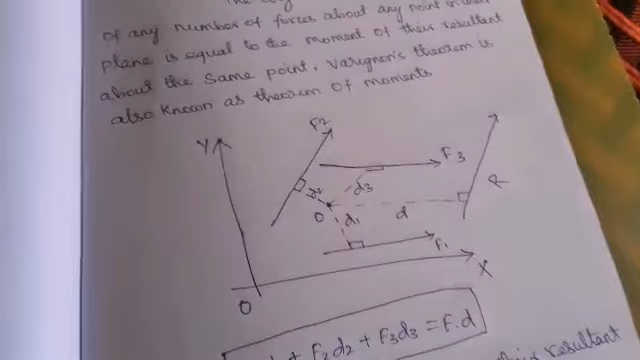 of any number of forces about any point in
plane is equal to the moment of their resultant
about the same point. Varignon's theorem is
also known as theorem of moments
Y
F2
F3
d2
d3
R
O
d1
d
F1
X
O
+ F2d2 + F3d3 = F.d
resultant